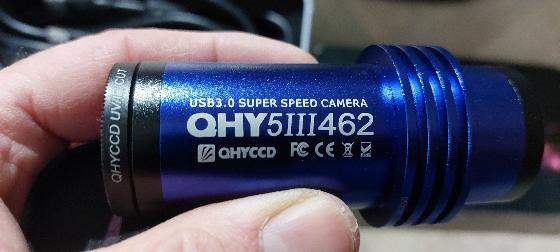 USB3.0 SUPER SPEED CAMERA
QHY5III462
QHYCCD FC CE
QHYCCD UV/IR CUT